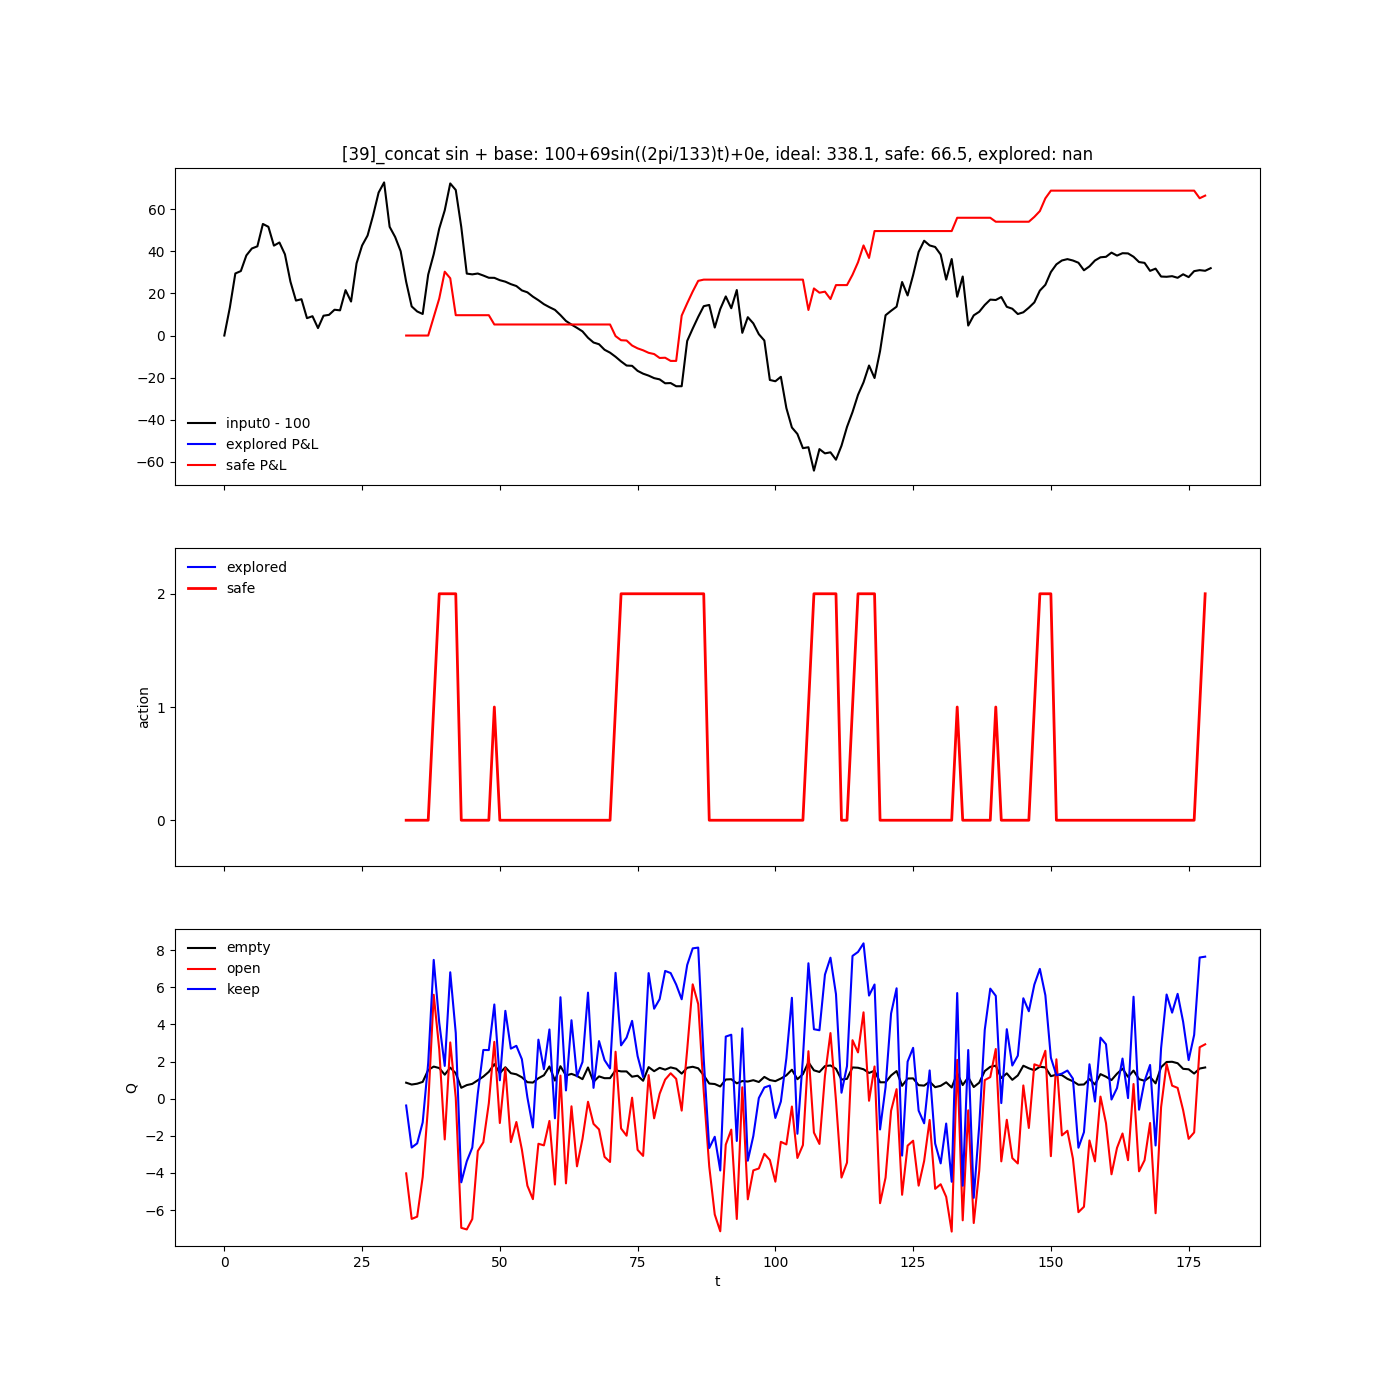 [39]_concat sin + base: 100+69sin((2pi/133)t)+0e, ideal: 338.1, safe: 66.5, explored: nan
60
40
20
0
−20
−40
−60
input0 - 100
explored P&L
safe P&L
action
2
1
0
explored
safe
Q
8
6
4
2
0
−2
−4
−6
empty
open
keep
0 25 50 75 100 125 150 175
t